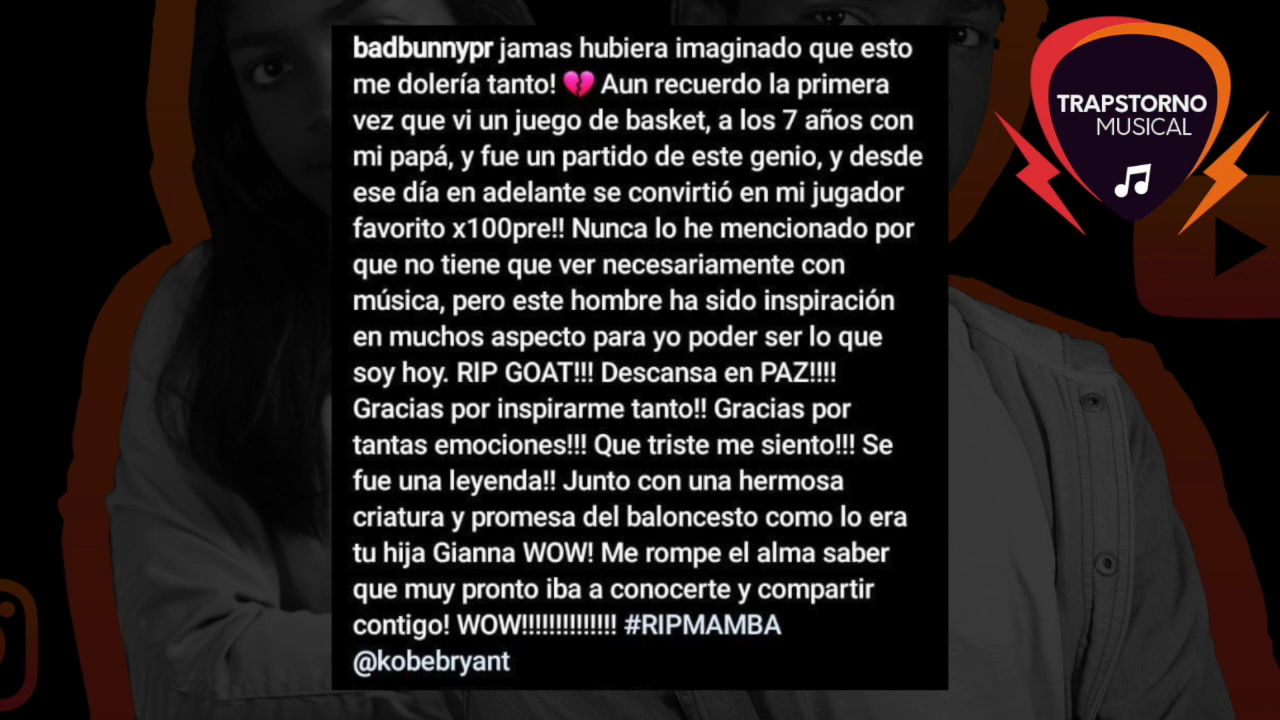 badbunnypr jamas hubiera imaginado que esto
me dolería tanto! 💔 Aun recuerdo la primera
vez que vi un juego de basket, a los 7 años con
mi papá, y fue un partido de este genio, y desde
ese día en adelante se convirtió en mi jugador
favorito x100pre!! Nunca lo he mencionado por
que no tiene que ver necesariamente con
música, pero este hombre ha sido inspiración
en muchos aspecto para yo poder ser lo que
soy hoy. RIP GOAT!!! Descansa en PAZ!!!!
Gracias por inspirarme tanto!! Gracias por
tantas emociones!!! Que triste me siento!!! Se
fue una leyenda!! Junto con una hermosa
criatura y promesa del baloncesto como lo era
tu hija Gianna WOW! Me rompe el alma saber
que muy pronto iba a conocerte y compartir
contigo! WOW!!!!!!!!!!!!!! #RIPMAMBA
@kobebryant
TRAPSTORNO
MUSICAL